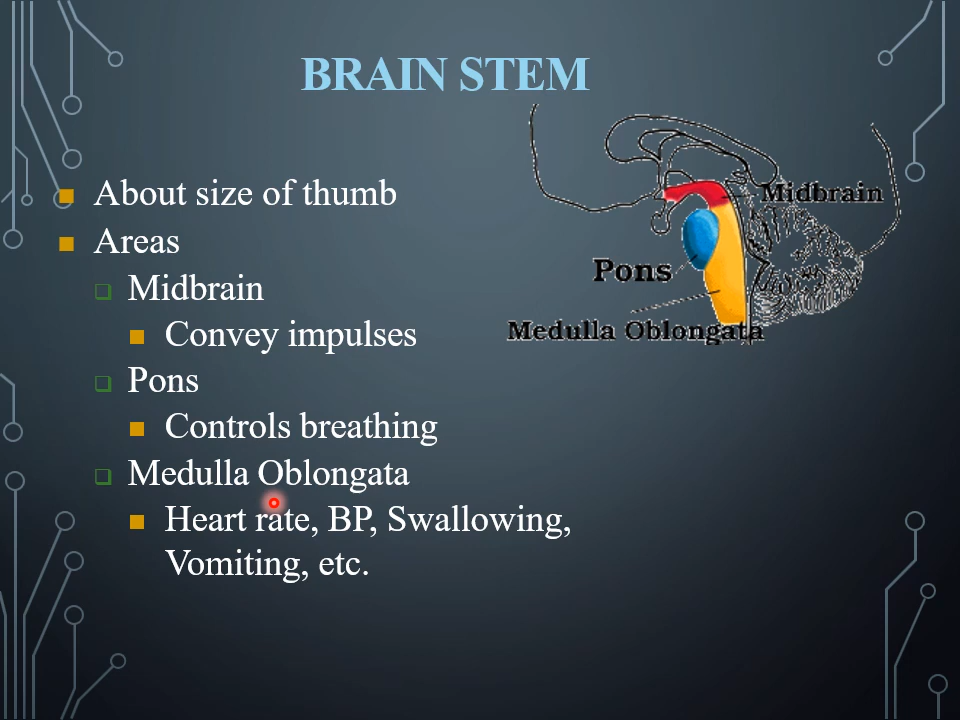 BRAIN STEM
About size of thumb
Areas
Midbrain
Convey impulses
Pons
Controls breathing
Medulla Oblongata
Heart rate, BP, Swallowing,
Vomiting, etc.
Midbrain
Pons
Medulla Oblongata